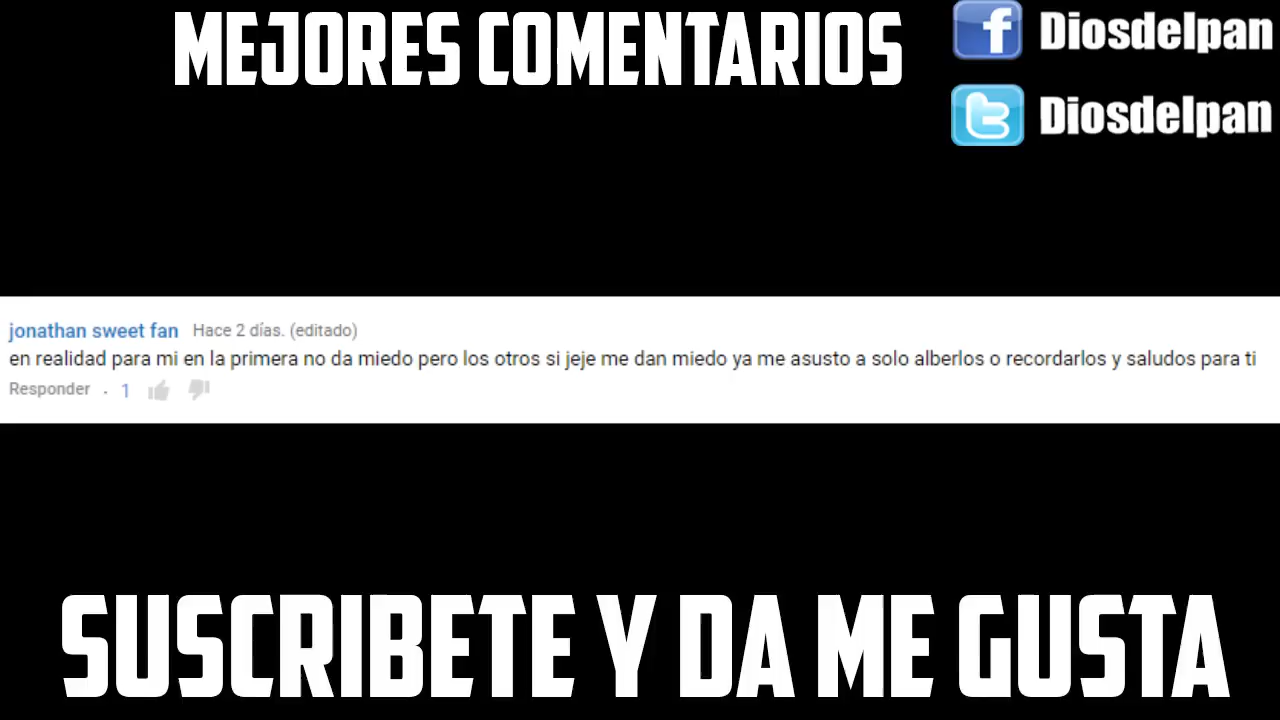 MEJORES COMENTARIOS
Diosdelpan
Diosdelpan
jonathan sweet fan Hace 2 días. (editado)
en realidad para mi en la primera no da miedo pero los otros si jeje me dan miedo ya me asusto a solo alberlos o recordarlos y saludos para ti
Responder . 1
SUSCRIBETE Y DA ME GUSTA